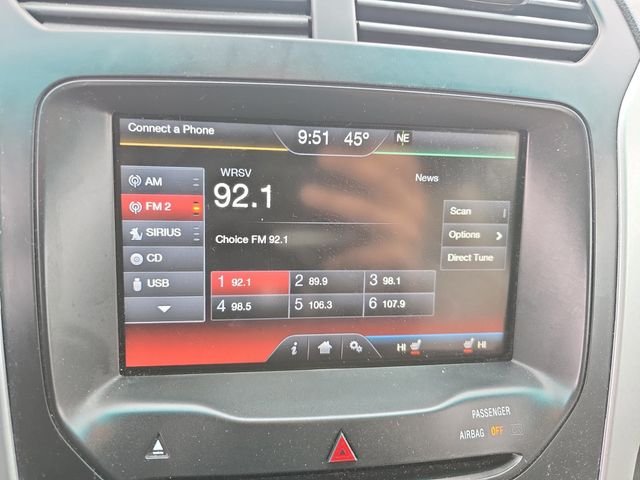 Connect a Phone
9:51 45° NE
WRSV
92.1
News
AM
FM 2
SIRIUS
CD
USB
Choice FM 92.1
Scan
Options
Direct Tune
1 92.1 2 89.9 3 98.1
4 98.5 5 106.3 6 107.9
i
HI HI
PASSENGER
AIRBAG OFF